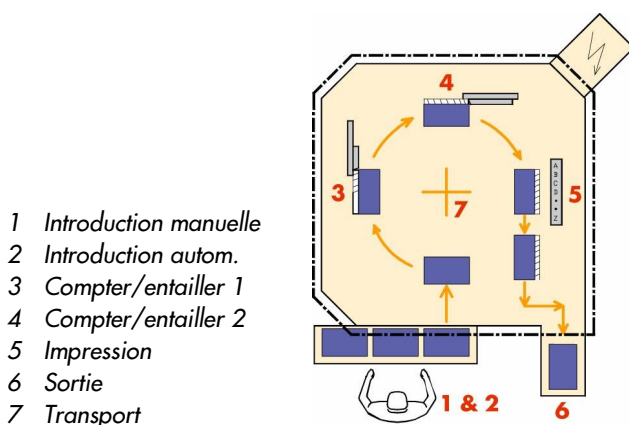 1 Introduction manuelle
2 Introduction autom.
3 Compter/entailler 1
4 Compter/entailler 2
5 Impression
6 Sortie
7 Transport
4
3
7
5
A
B
C
D
•
•
Z
1 & 2
6